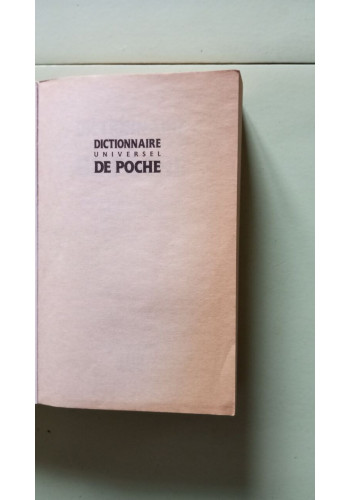 DICTIONNAIRE
UNIVERSEL
DE POCHE